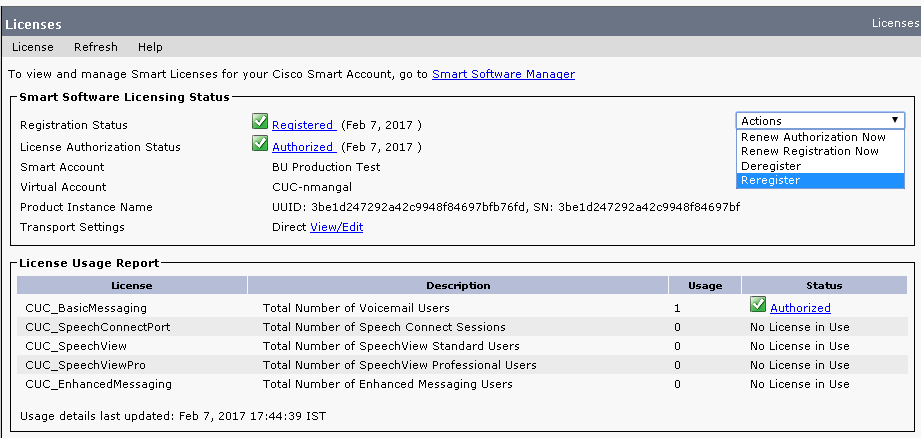 Licenses Licenses
License Refresh Help
To view and manage Smart Licenses for your Cisco Smart Account, go to Smart Software Manager
Smart Software Licensing Status
Registration Status Registered (Feb 7, 2017 )
License Authorization Status Authorized (Feb 7, 2017 )
Smart Account BU Production Test
Virtual Account CUC-nmangal
Product Instance Name UUID: 3be1d247292a42c9948f84697bfb76fd, SN: 3be1d247292a42c9948f84697bf
Transport Settings Direct View/Edit
Actions
Renew Authorization Now
Renew Registration Now
Deregister
Reregister
License Usage Report
License Description Usage Status
CUC_BasicMessaging Total Number of Voicemail Users 1 Authorized
CUC_SpeechConnectPort Total Number of Speech Connect Sessions 0 No License in Use
CUC_SpeechView Total Number of SpeechView Standard Users 0 No License in Use
CUC_SpeechViewPro Total Number of SpeechView Professional Users 0 No License in Use
CUC_EnhancedMessaging Total Number of Enhanced Messaging Users 0 No License in Use
Usage details last updated: Feb 7, 2017 17:44:39 IST